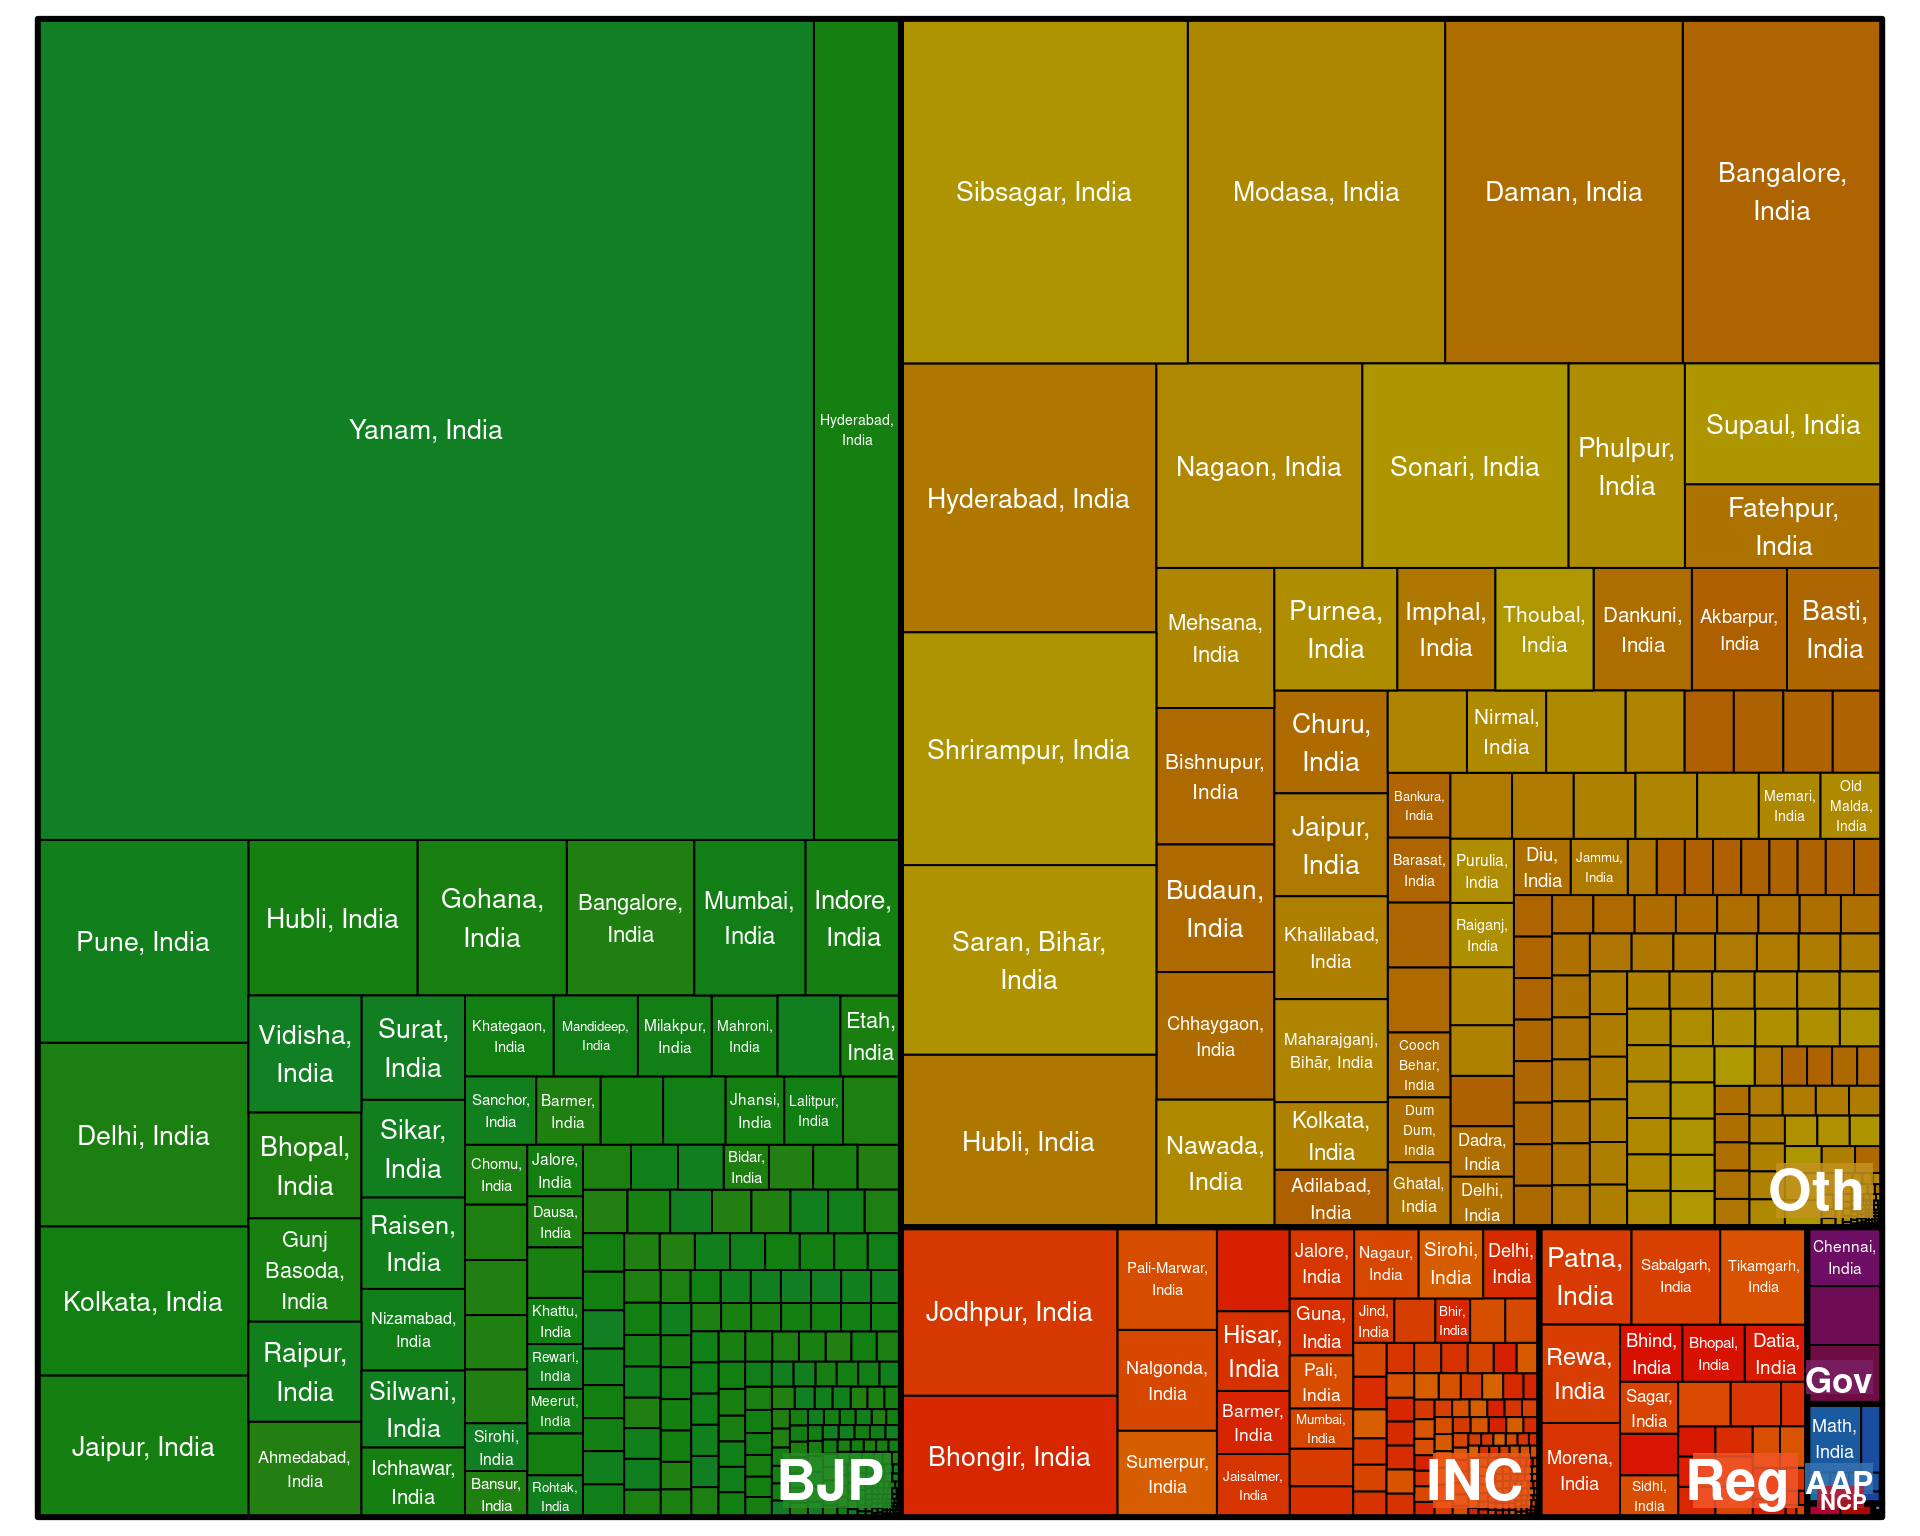 Yanam, India
Hyderabad,
India
Pune, India
Delhi, India
Kolkata, India
Jaipur, India
Hubli, India
Gohana,
India
Bangalore,
India
Mumbai,
India
Indore,
India
Vidisha,
India
Bhopal,
India
Gunj
Basoda,
India
Raipur,
India
Ahmedabad,
India
Surat,
India
Sikar,
India
Raisen,
India
Nizamabad,
India
Silwani,
India
Ichhawar,
India
Khategaon,
India
Mandideep,
India
Milakpur,
India
Mahroni,
India
Etah,
India
Sanchor,
India
Barmer,
India
Jhansi,
India
Lalitpur,
India
Chomu,
India
Jalore,
India
Bidar,
India
Dausa,
India
Khattu,
India
Rewari,
India
Meerut,
India
Sirohi,
India
Bansur,
India
Rohtak,
India
BJP
Sibsagar, India
Modasa, India
Daman, India
Bangalore,
India
Hyderabad, India
Shrirampur, India
Saran, Bihār,
India
Hubli, India
Nagaon, India
Sonari, India
Phulpur,
India
Supaul, India
Fatehpur,
India
Mehsana,
India
Bishnupur,
India
Budaun,
India
Chhaygaon,
India
Nawada,
India
Purnea,
India
Imphal,
India
Thoubal,
India
Dankuni,
India
Akbarpur,
India
Basti,
India
Churu,
India
Jaipur,
India
Khalilabad,
India
Maharajganj,
Bihār, India
Kolkata,
India
Adilabad,
India
Nirmal,
India
Bankura,
India
Memari,
India
Old
Malda,
India
Barasat,
India
Purulia,
India
Diu,
India
Jammu,
India
Raiganj,
India
Cooch
Behar,
India
Dum
Dum,
India
Ghatal,
India
Dadra,
India
Delhi,
India
Oth
Jodhpur, India
Bhongir, India
Pali-Marwar,
India
Nalgonda,
India
Sumerpur,
India
Hisar,
India
Barmer,
India
Jaisalmer,
India
Jalore,
India
Nagaur,
India
Sirohi,
India
Delhi,
India
Guna,
India
Jind,
India
Bhir,
India
Pali,
India
Mumbai,
India
INC
Patna,
India
Sabalgarh,
India
Tikamgarh,
India
Rewa,
India
Morena,
India
Bhind,
India
Bhopal,
India
Datia,
India
Sagar,
India
Sidhi,
India
Reg
Chennai,
India
Gov
Math,
India
AAP
NCP